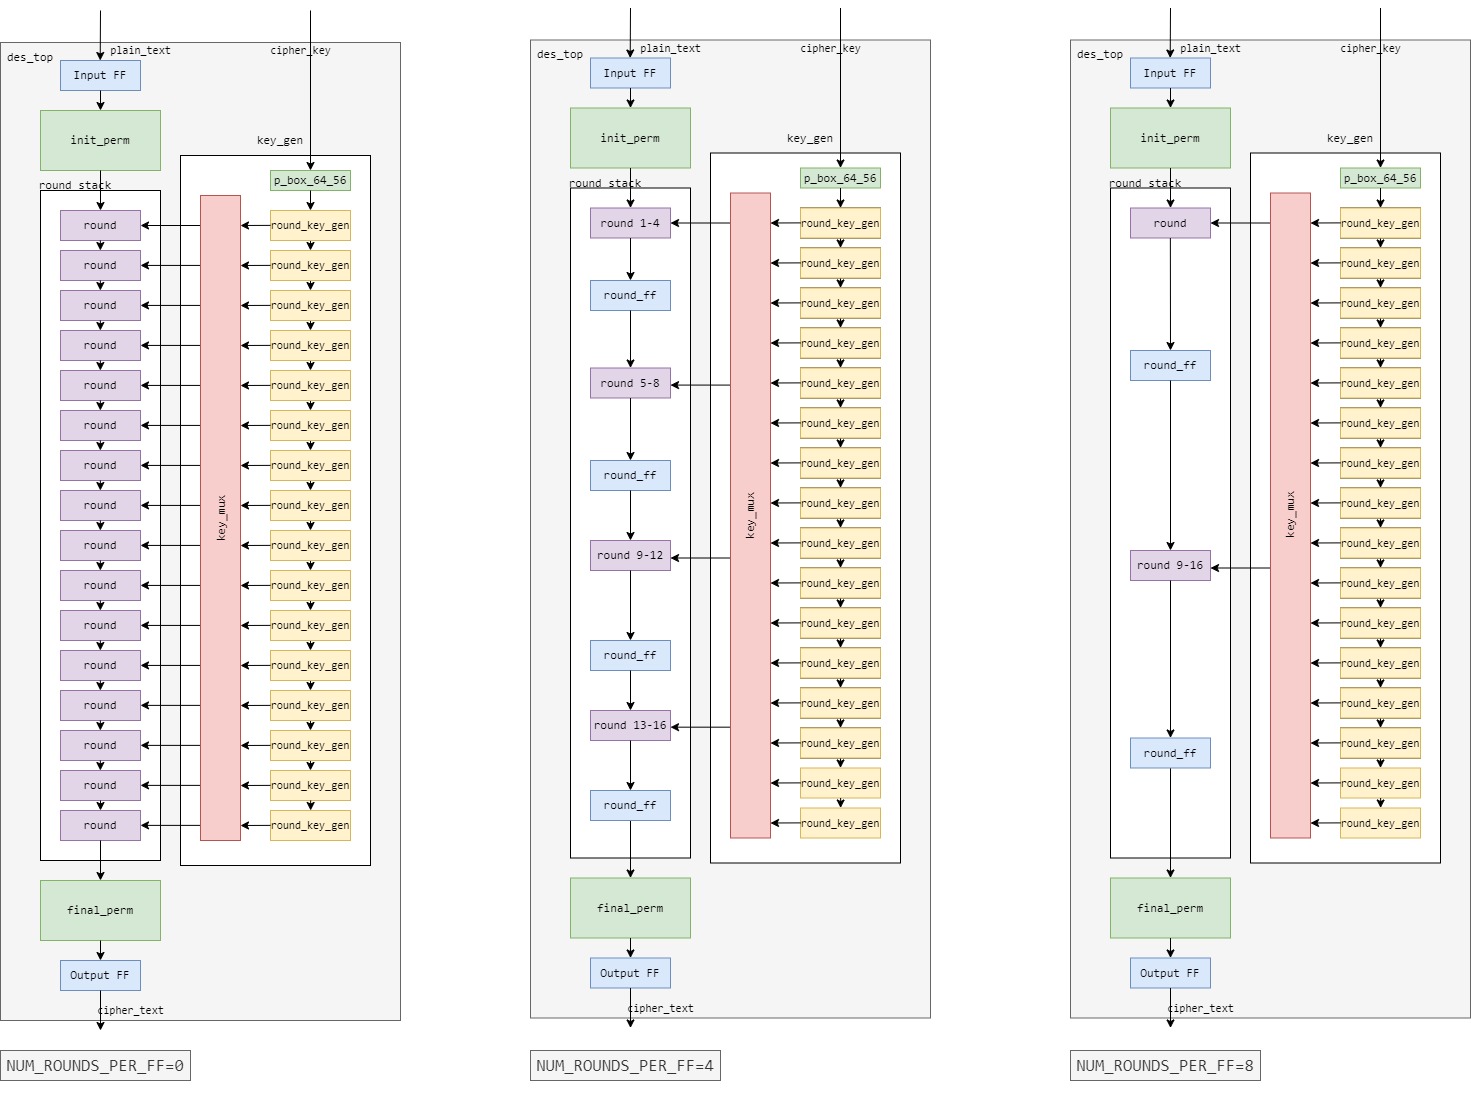 plain_text
cipher_key
des_top
Input FF
init_perm
key_gen
p_box_64_56
round_stack
round
round_key_gen
round
round_key_gen
round
round_key_gen
round
round_key_gen
round
round_key_gen
round
round_key_gen
round
round_key_gen
round
round_key_gen
key_mux
round
round_key_gen
round
round_key_gen
round
round_key_gen
round
round_key_gen
round
round_key_gen
round
round_key_gen
round
round_key_gen
round
round_key_gen
final_perm
Output FF
cipher_text
NUM_ROUNDS_PER_FF=0
plain_text
cipher_key
des_top
Input FF
init_perm
key_gen
p_box_64_56
round_stack
round 1-4
round_key_gen
round_key_gen
round_ff
round_key_gen
round_key_gen
round 5-8
round_key_gen
round_key_gen
round_key_gen
round_ff
round_key_gen
key_mux
round_key_gen
round 9-12
round_key_gen
round_key_gen
round_ff
round_key_gen
round_key_gen
round 13-16
round_key_gen
round_key_gen
round_ff
round_key_gen
final_perm
Output FF
cipher_text
NUM_ROUNDS_PER_FF=4
plain_text
cipher_key
des_top
Input FF
init_perm
key_gen
p_box_64_56
round_stack
round
round_key_gen
round_key_gen
round_key_gen
round_key_gen
round_ff
round_key_gen
round_key_gen
round_key_gen
round_key_gen
key_mux
round_key_gen
round 9-16
round_key_gen
round_key_gen
round_key_gen
round_key_gen
round_ff
round_key_gen
round_key_gen
round_key_gen
final_perm
Output FF
cipher_text
NUM_ROUNDS_PER_FF=8